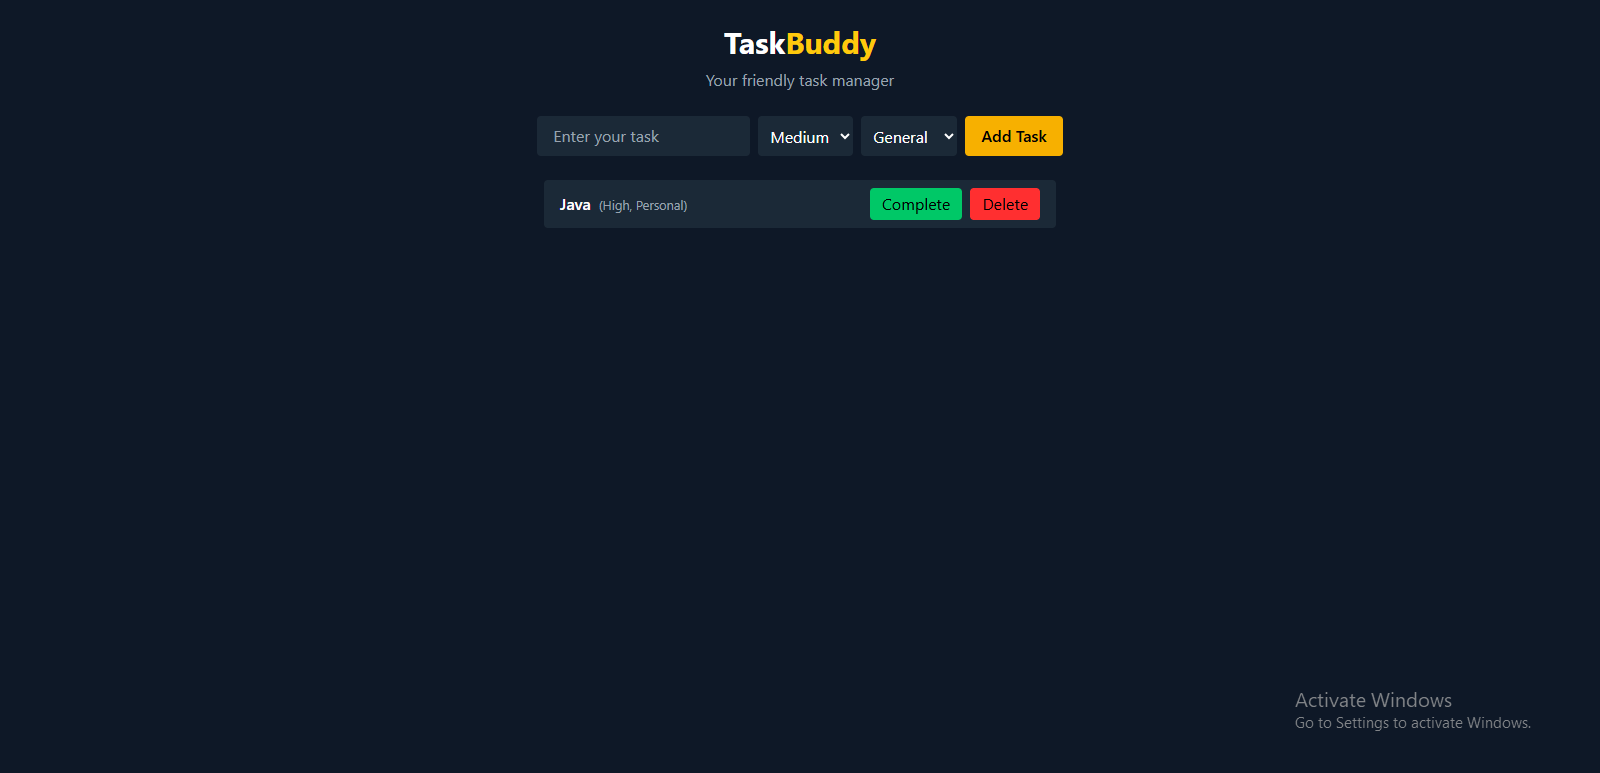 TaskBuddy
Your friendly task manager
Enter your task Medium General Add Task
Java (High, Personal) Complete Delete
Activate Windows
Go to Settings to activate Windows.